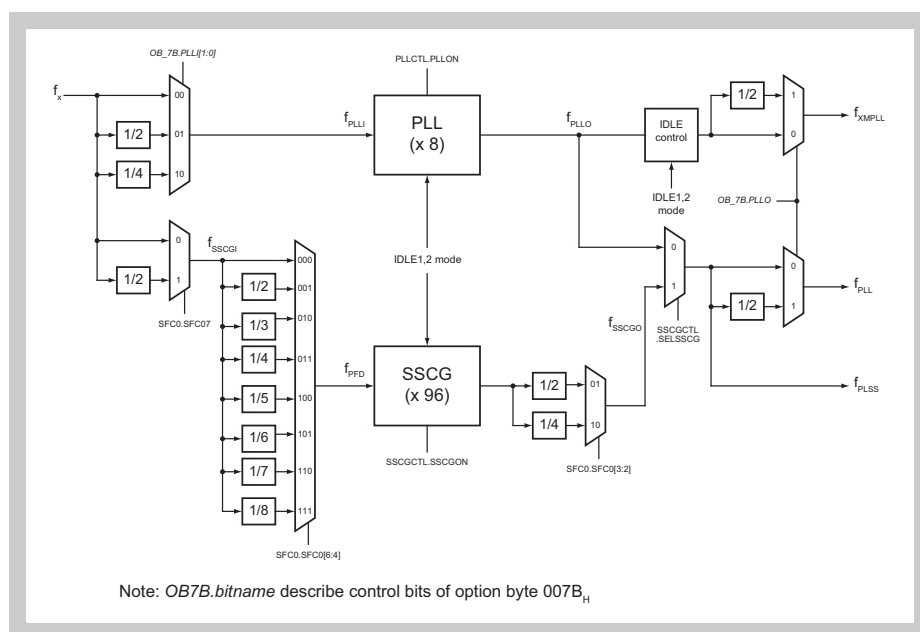 OB_7B.PLLI[1:0]
PLLCTL.PLLON
fx
00
1/2
01
1/4
10
fPLLI
PLL
(x 8)
fPLLO
IDLE
control
1/2
1
0
fXMPLL
IDLE1,2
mode
OB_7B.PLLO
0
1/2
1
SFC0.SFC07
fSSCGI
000
1/2
001
1/3
010
1/4
011
1/5
100
1/6
101
1/7
110
1/8
111
SFC0.SFC0[6:4]
IDLE1,2 mode
fPFD
SSCG
(x 96)
SSCGCTL.SSCGON
1/2
01
1/4
10
SFC0.SFC0[3:2]
fSSCGO
0
1
SSCGCTL
.SELSSCG
0
1/2
1
fPLL
fPLSS
Note: OB7B.bitname describe control bits of option byte 007BH